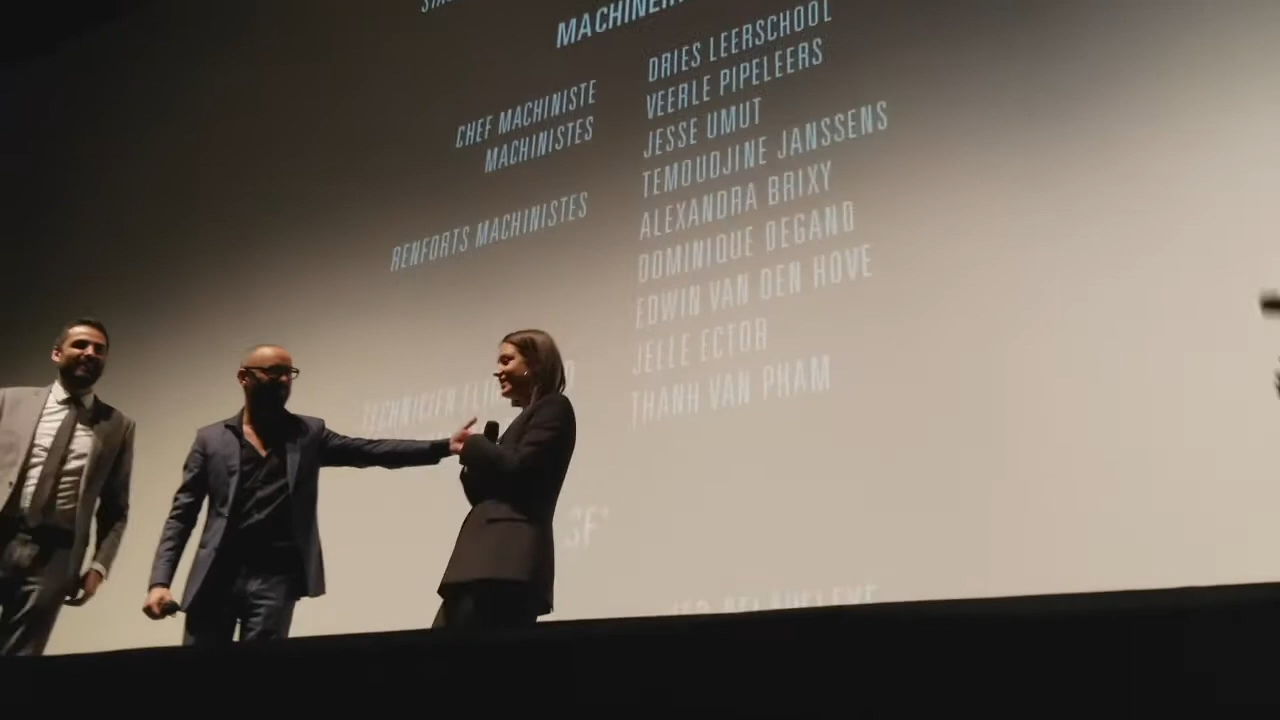 MACHINERIE
DRIES LEERSCHOOL
CHEF MACHINISTE VEERLE PIPELEERS
MACHINISTES JESSE UMUT
TEMOUDJINE JANSSENS
RENFORTS MACHINISTES ALEXANDRA BRIXY
DOMINIQUE DEGAND
EDWIN VAN DEN HOVE
JELLE ECTOR
THANH VAN PHAM
TECHNICIEN